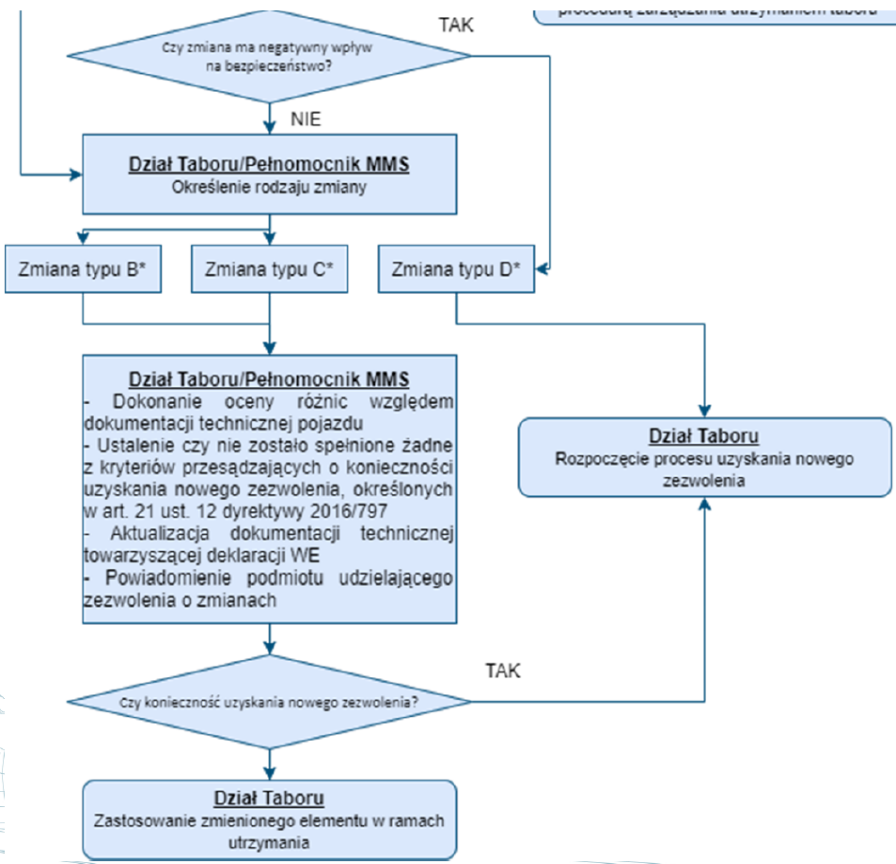 procedurą zarządzania utrzymaniem taboru
TAK
Czy zmiana ma negatywny wpływ
na bezpieczeństwo?
NIE
Dział Taboru/Pełnomocnik MMS
Określenie rodzaju zmiany
Zmiana typu B*
Zmiana typu C*
Zmiana typu D*
Dział Taboru/Pełnomocnik MMS
- Dokonanie oceny różnic względem
dokumentacji technicznej pojazdu
- Ustalenie czy nie zostało spełnione żadne
z kryteriów przesądzających o konieczności
uzyskania nowego zezwolenia, określonych
w art. 21 ust. 12 dyrektywy 2016/797
- Aktualizacja dokumentacji technicznej
towarzyszącej deklaracji WE
- Powiadomienie podmiotu udzielającego
zezwolenia o zmianach
Dział Taboru
Rozpoczęcie procesu uzyskania nowego
zezwolenia
TAK
Czy konieczność uzyskania nowego zezwolenia?
Dział Taboru
Zastosowanie zmienionego elementu w ramach
utrzymania